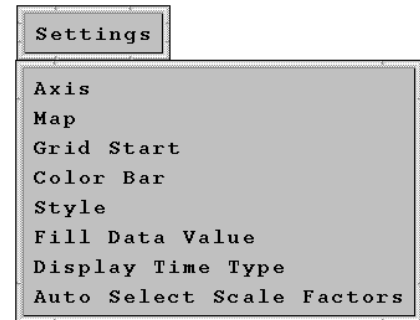 Settings
Axis
Map
Grid Start
Color Bar
Style
Fill Data Value
Display Time Type
Auto Select Scale Factors